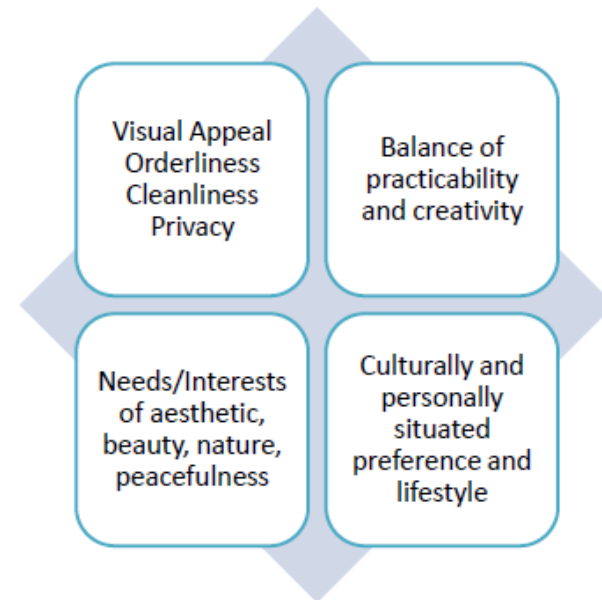 Visual Appeal
Orderliness
Cleanliness
Privacy
Balance of
practicability
and creativity
Needs/Interests
of aesthetic,
beauty, nature,
peacefulness
Culturally and
personally
situated
preference and
lifestyle